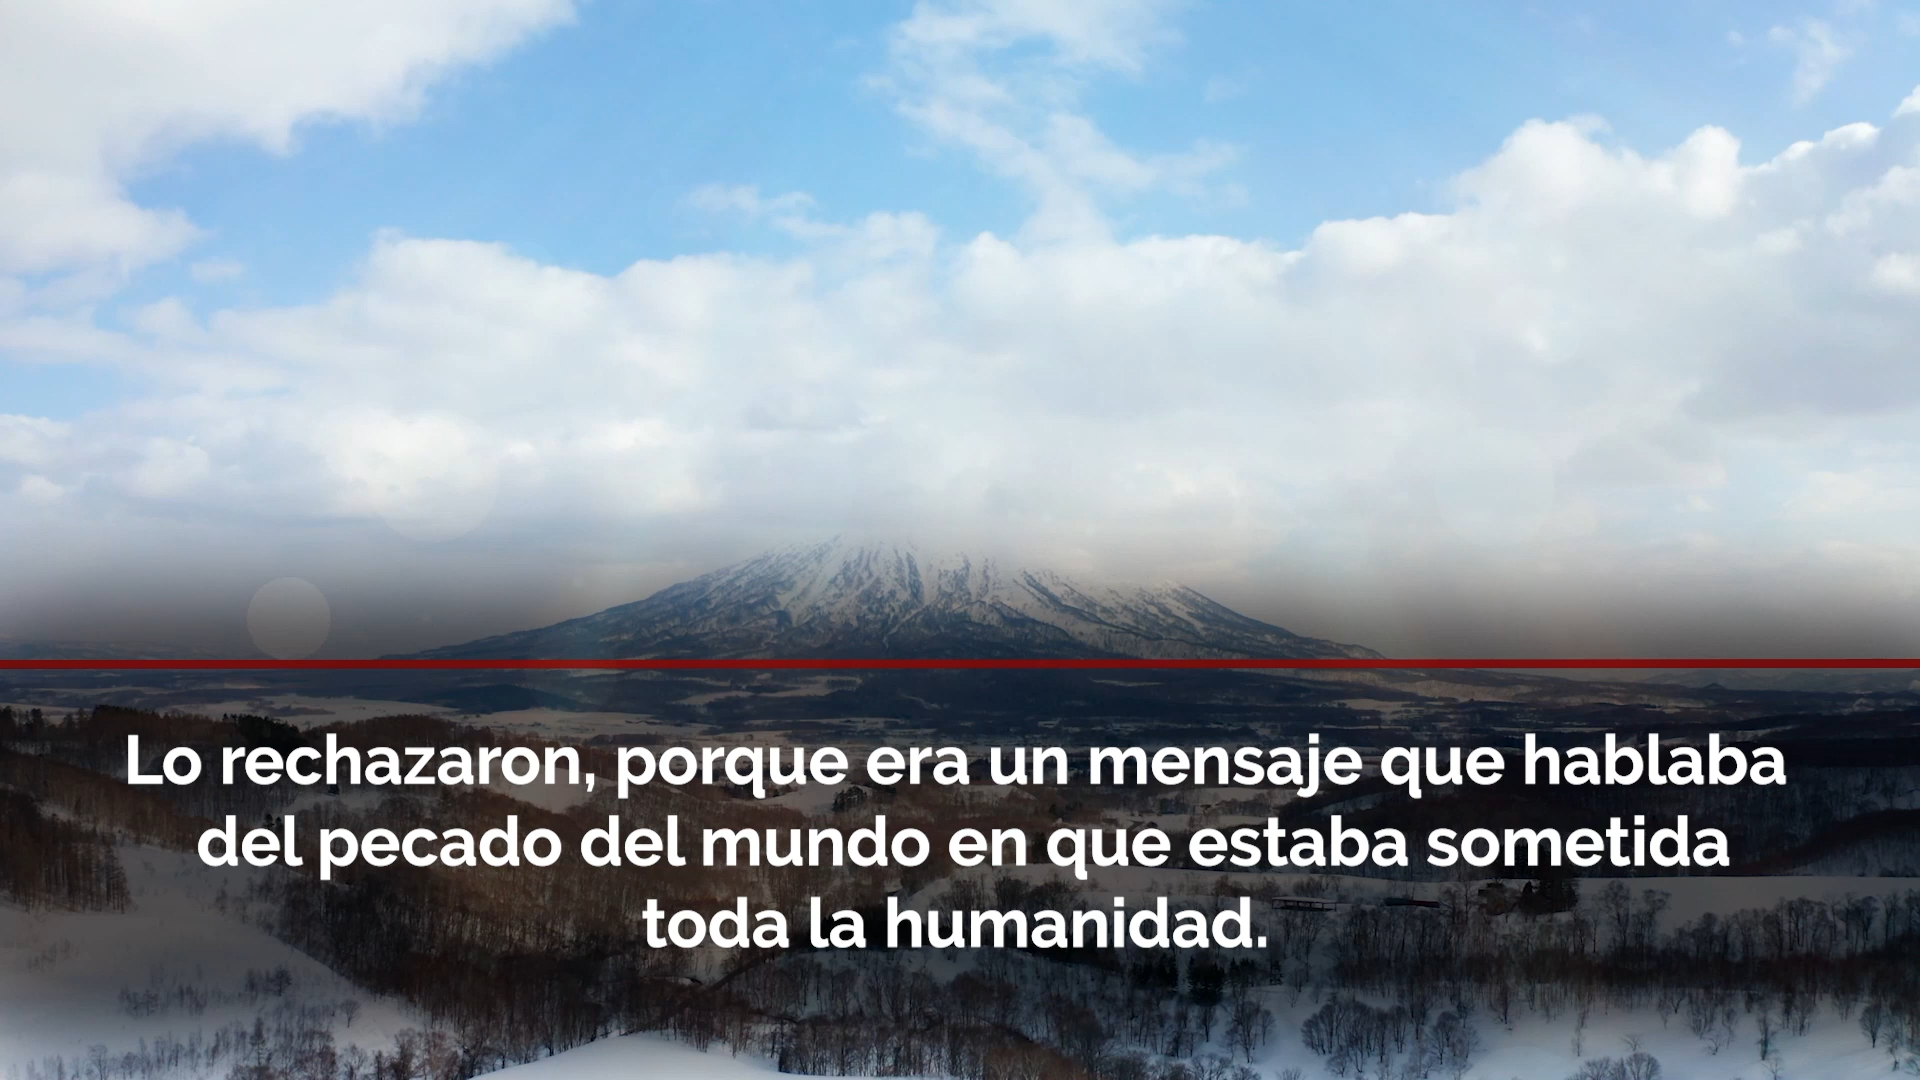 Lo rechazaron, porque era un mensaje que hablaba
del pecado del mundo en que estaba sometida
toda la humanidad.